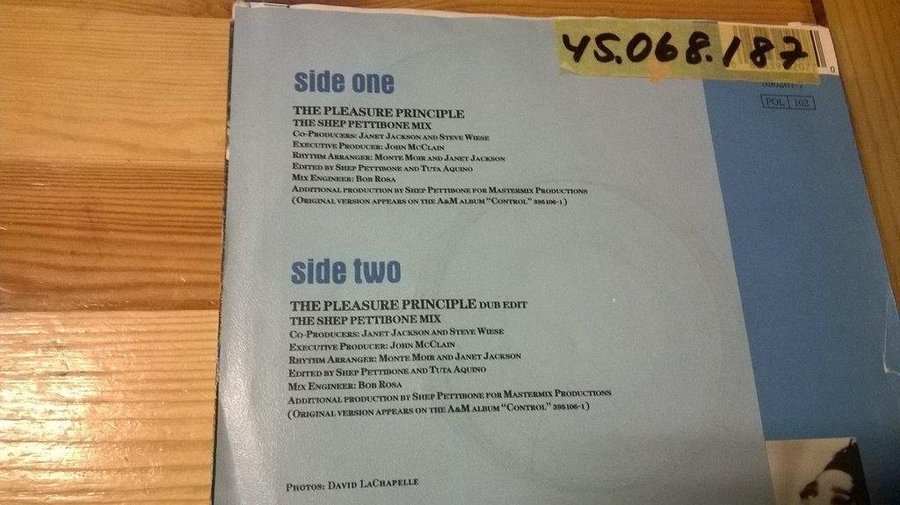 45.068.187
0
POL 102
side one
THE PLEASURE PRINCIPLE
THE SHEP PETTIBONE MIX
CO-PRODUCERS: JANET JACKSON AND STEVE WIESE
EXECUTIVE PRODUCER: JOHN MCCLAIN
RHYTHM ARRANGER: MONTE MOIR AND JANET JACKSON
EDITED BY SHEP PETTIBONE AND TUTA AQUINO
MIX ENGINEER: BOB ROSA
ADDITIONAL PRODUCTION BY SHEP PETTIBONE FOR MASTERMIX PRODUCTIONS
(ORIGINAL VERSION APPEARS ON THE A&M ALBUM "CONTROL" 395106-1)
side two
THE PLEASURE PRINCIPLE DUB EDIT
THE SHEP PETTIBONE MIX
CO-PRODUCERS: JANET JACKSON AND STEVE WIESE
EXECUTIVE PRODUCER: JOHN MCCLAIN
RHYTHM ARRANGER: MONTE MOIR AND JANET JACKSON
EDITED BY SHEP PETTIBONE AND TUTA AQUINO
MIX ENGINEER: BOB ROSA
ADDITIONAL PRODUCTION BY SHEP PETTIBONE FOR MASTERMIX PRODUCTIONS
(ORIGINAL VERSION APPEARS ON THE A&M ALBUM "CONTROL" 395106-1)
PHOTOS: DAVID LACHAPELLE